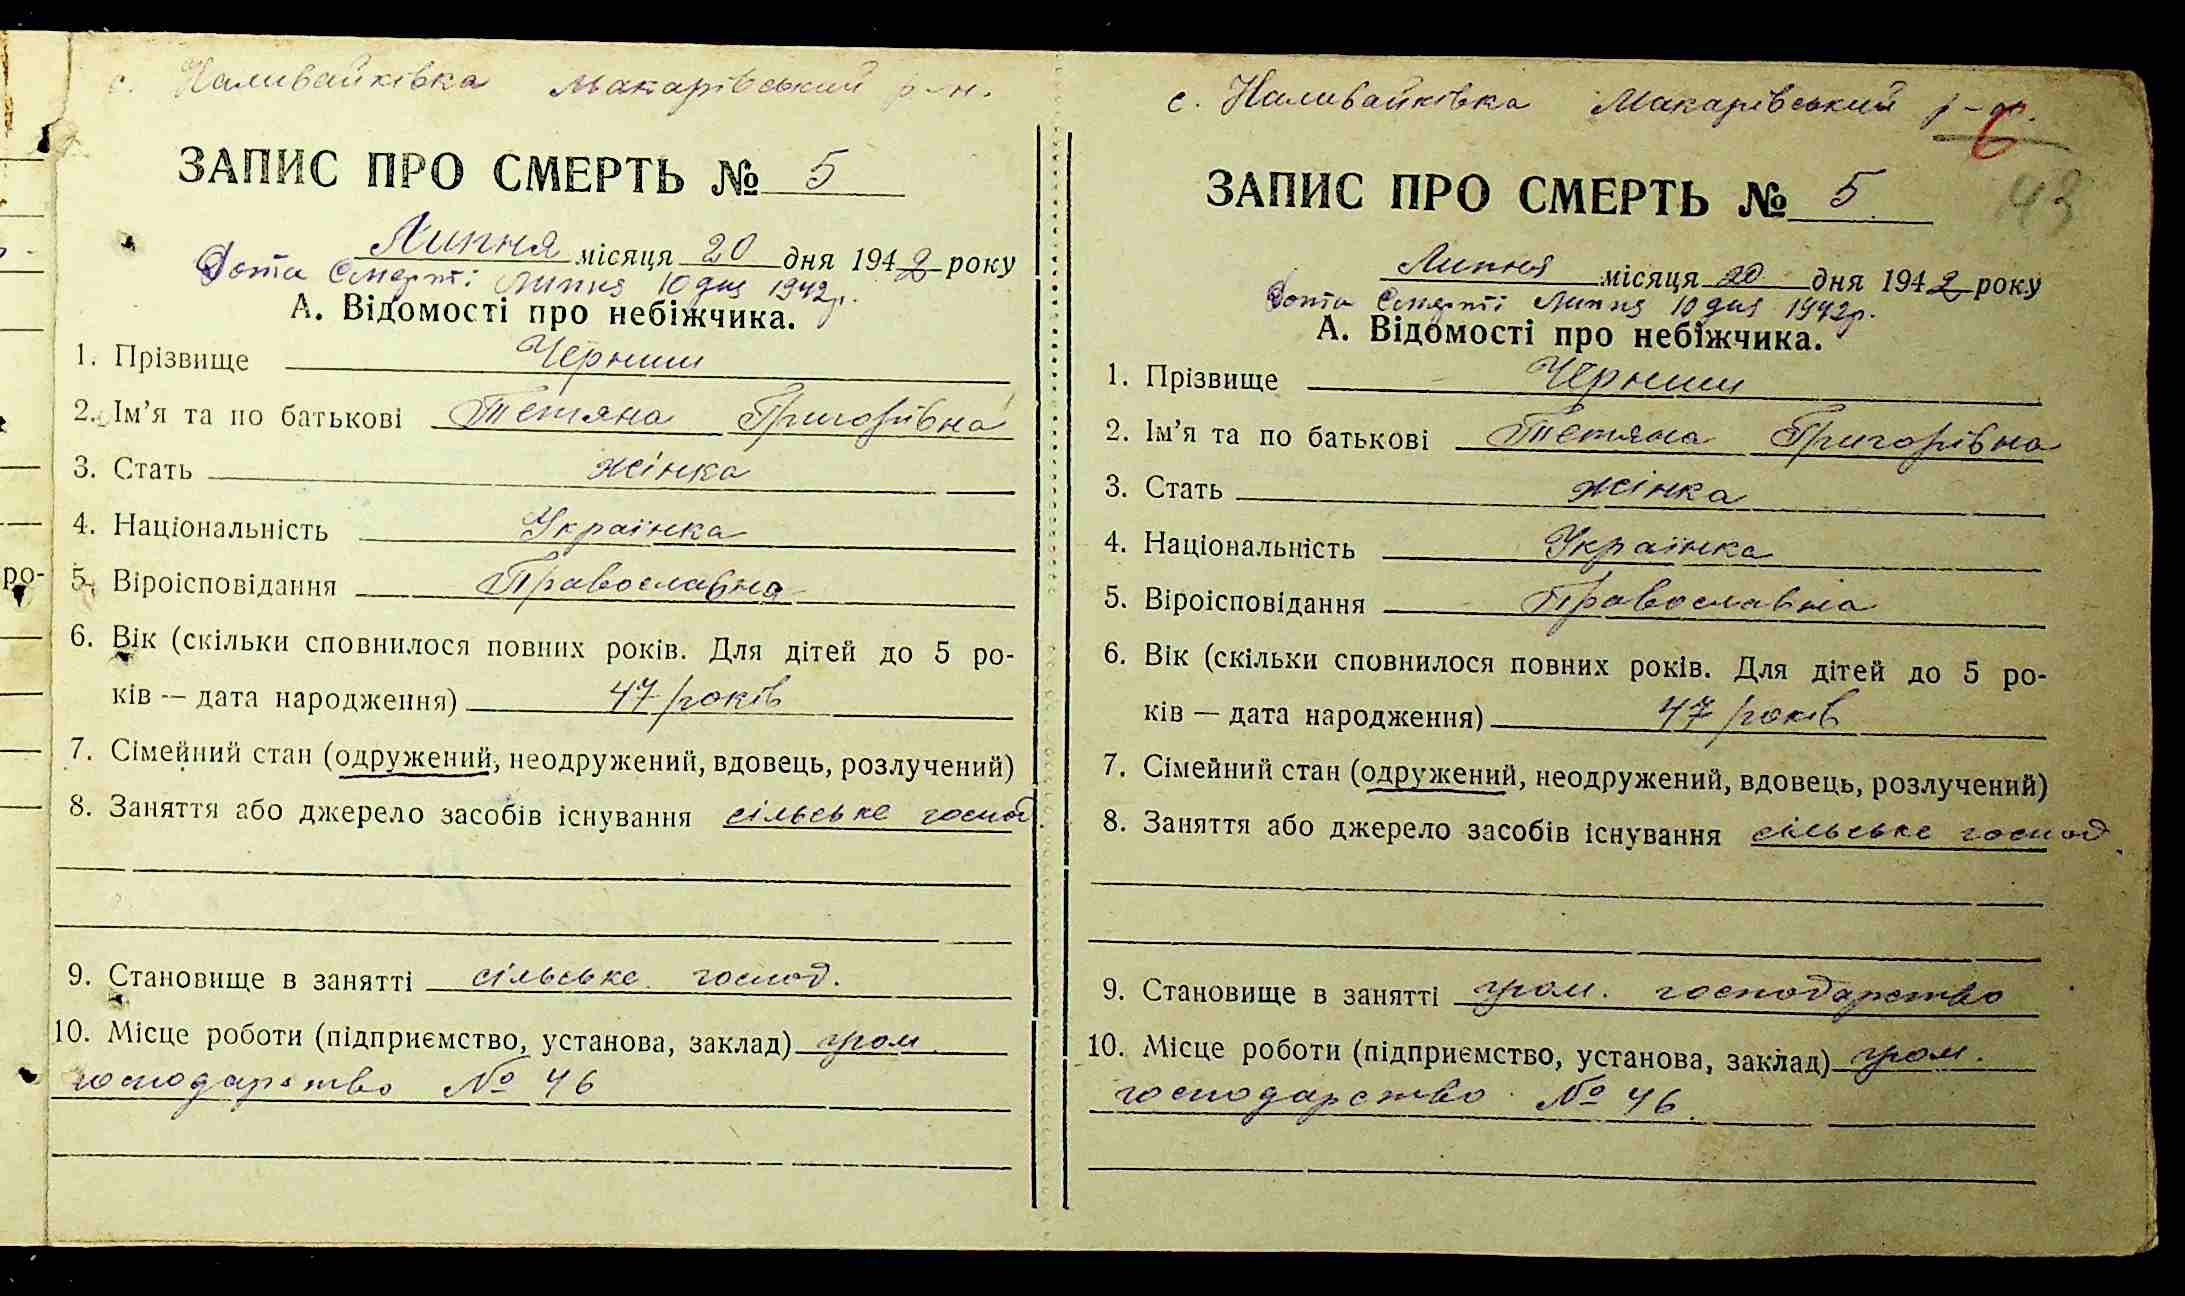 с. Наливайківка Макарівський р-н.
ЗАПИС ПРО СМЕРТЬ № 5
Липня місяця 20 дня 1942 року
Дата Смерті: Липня 10 дня 1942р.
А. Відомості про небіжчика.
1. Прізвище Черниш
2. Ім'я та по батькові Тетяна Григорівна
3. Стать жінка
4. Національність Українка
5. Віроісповідання Православна
6. Вік (скільки сповнилося повних років. Для дітей до 5 ро-
ків — дата народження) 47 років
7. Сімейний стан (одружений, неодружений, вдовець, розлучений)
8. Заняття або джерело засобів існування сільське господ.
9. Становище в занятті сільське господ.
10. Місце роботи (підприємство, установа, заклад) гром.
господарство № 46
с. Наливайківка Макарівський р-н.
6
43
ЗАПИС ПРО СМЕРТЬ № 5
Липня місяця 20 дня 1942 року
Дата Смерті: Липня 10 дня 1942р.
А. Відомості про небіжчика.
1. Прізвище Черниш
2. Ім'я та по батькові Тетяна Григорівна
3. Стать жінка
4. Національність Українка
5. Віроісповідання Православна
6. Вік (скільки сповнилося повних років. Для дітей до 5 ро-
ків — дата народження) 47 років
7. Сімейний стан (одружений, неодружений, вдовець, розлучений)
8. Заняття або джерело засобів існування сільське господ.
9. Становище в занятті гром. господарство
10. Місце роботи (підприємство, установа, заклад) гром.
господарство № 46.